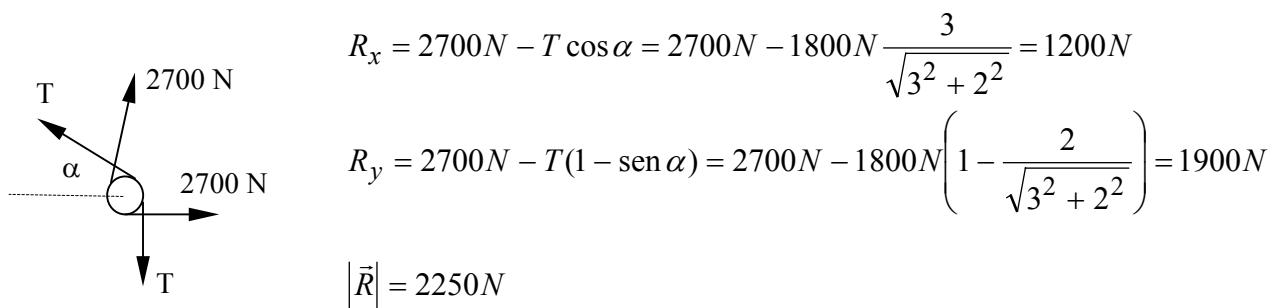 R_x = 2700N − T cos α = 2700N − 1800N 3/√(3² + 2²) = 1200N
2700 N
T
R_y = 2700N − T(1 − sen α) = 2700N − 1800N(1 − 2/√(3² + 2²)) = 1900N
α
2700 N
T
|R⃗| = 2250N